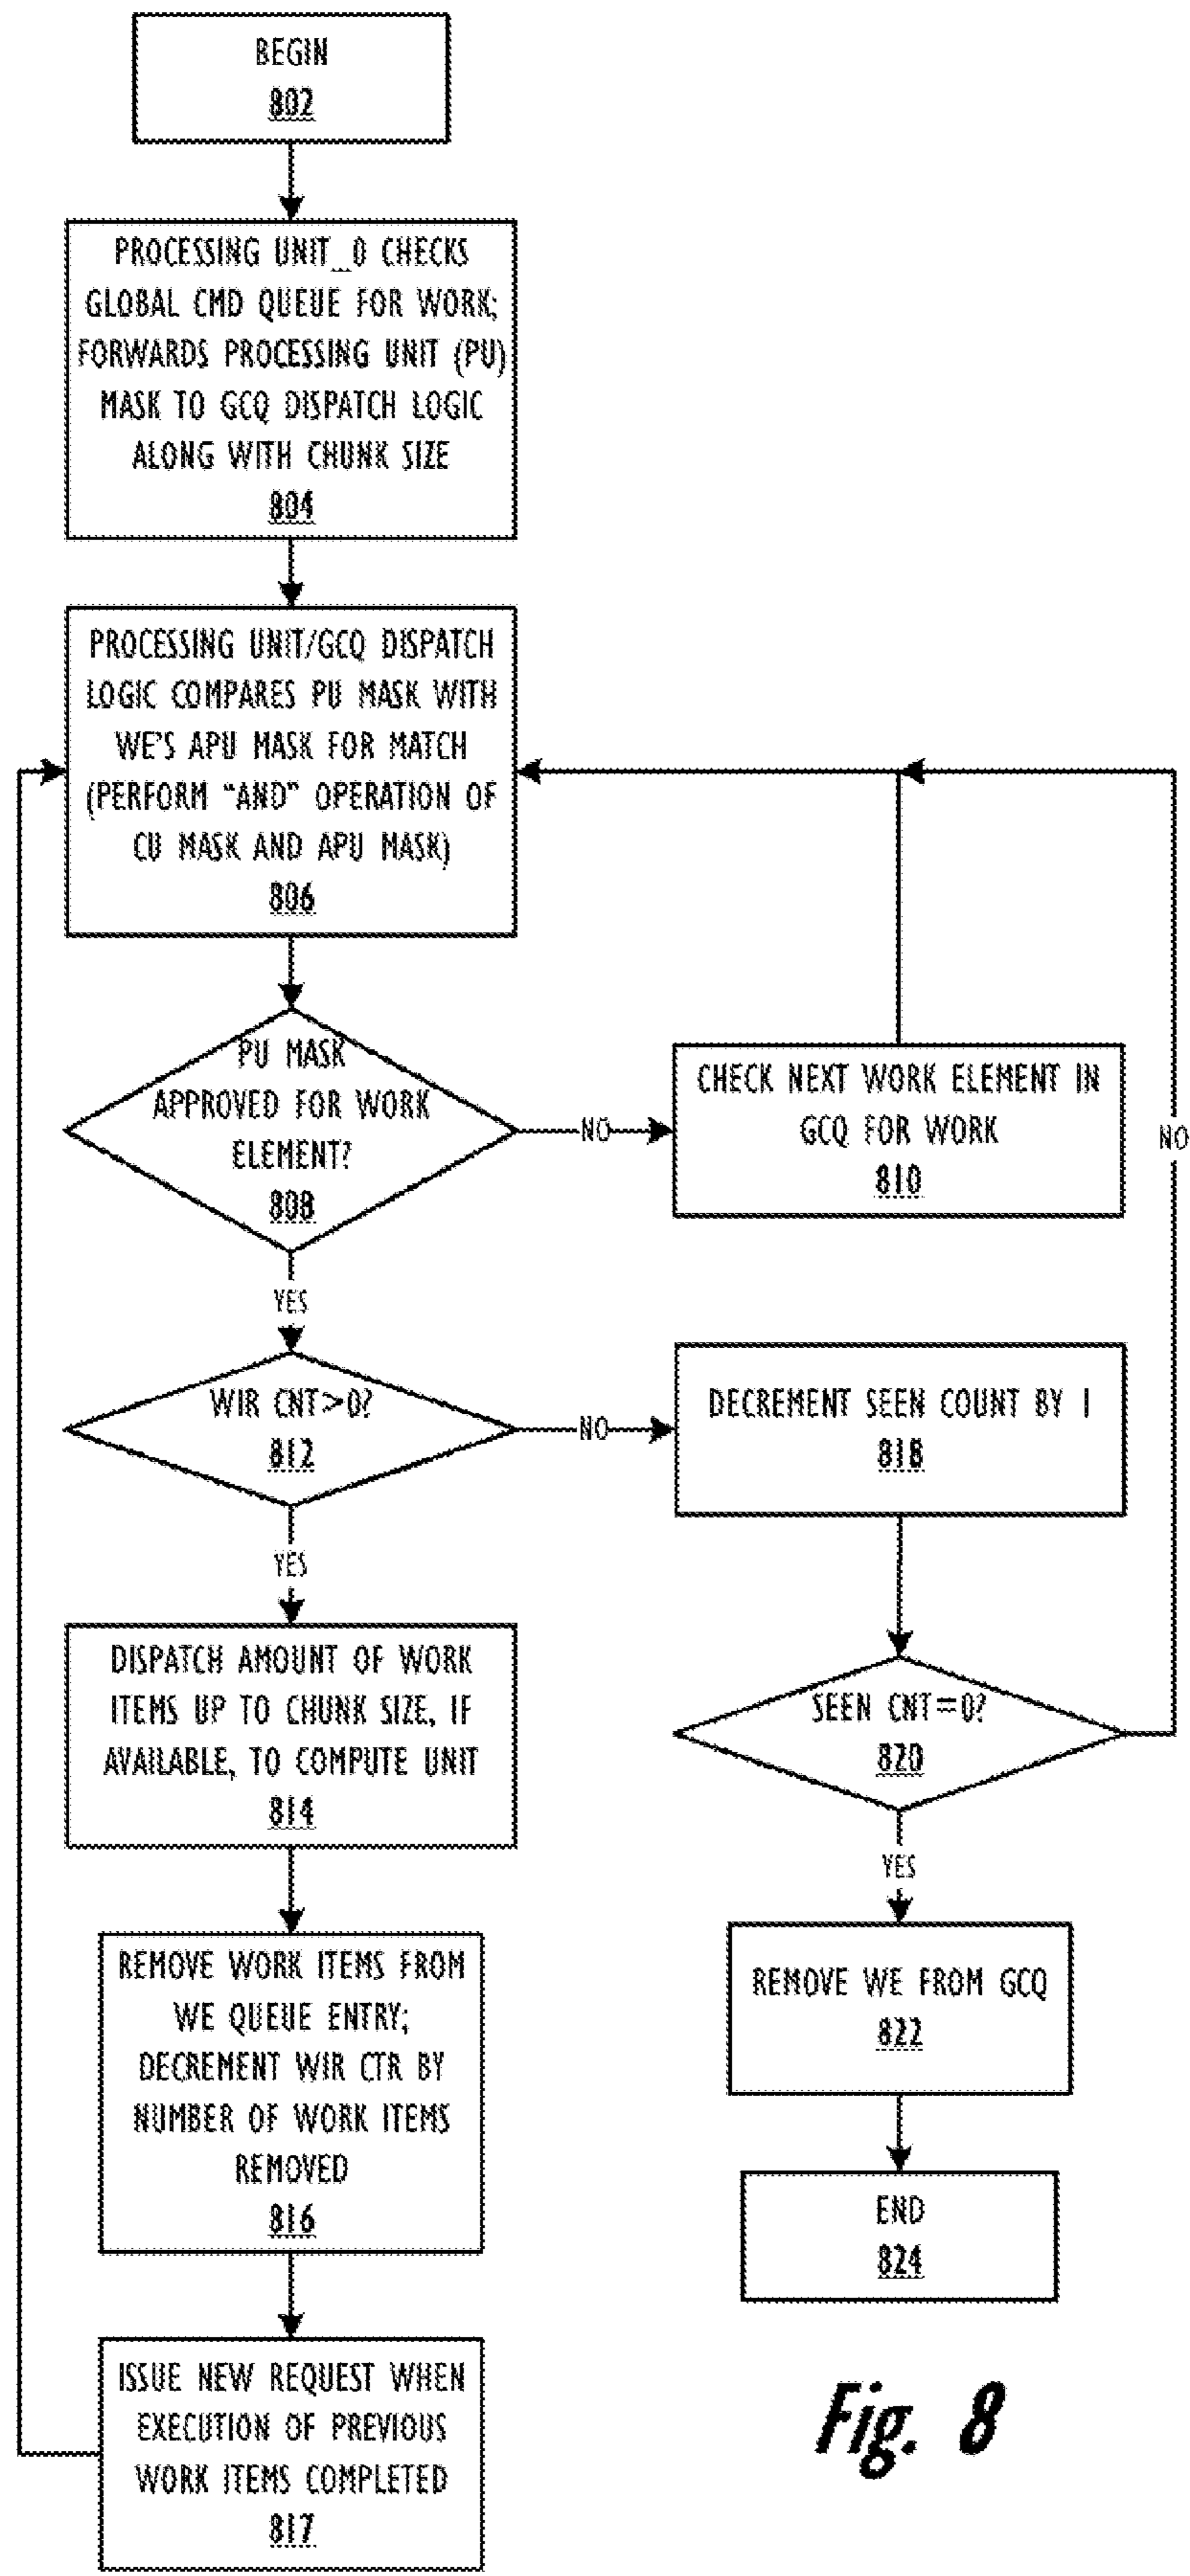 BEGIN
802
PROCESSING UNIT_0 CHECKS
GLOBAL CMD QUEUE FOR WORK;
FORWARDS PROCESSING UNIT (PU)
MASK TO GCQ DISPATCH LOGIC
ALONG WITH CHUNK SIZE
804
PROCESSING UNIT/GCQ DISPATCH
LOGIC COMPARES PU MASK WITH
WE'S APU MASK FOR MATCH
(PERFORM "AND" OPERATION OF
CU MASK AND APU MASK)
806
PU MASK
APPROVED FOR WORK
ELEMENT?
808
NO
CHECK NEXT WORK ELEMENT IN
GCQ FOR WORK
810
NO
YES
WIR CNT>0?
812
NO
DECREMENT SEEN COUNT BY 1
818
YES
DISPATCH AMOUNT OF WORK
ITEMS UP TO CHUNK SIZE, IF
AVAILABLE, TO COMPUTE UNIT
814
SEEN CNT=0?
820
YES
REMOVE WORK ITEMS FROM
WE QUEUE ENTRY;
DECREMENT WIR CTR BY
NUMBER OF WORK ITEMS
REMOVED
816
REMOVE WE FROM GCQ
822
END
824
ISSUE NEW REQUEST WHEN
EXECUTION OF PREVIOUS
WORK ITEMS COMPLETED
817
Fig. 8